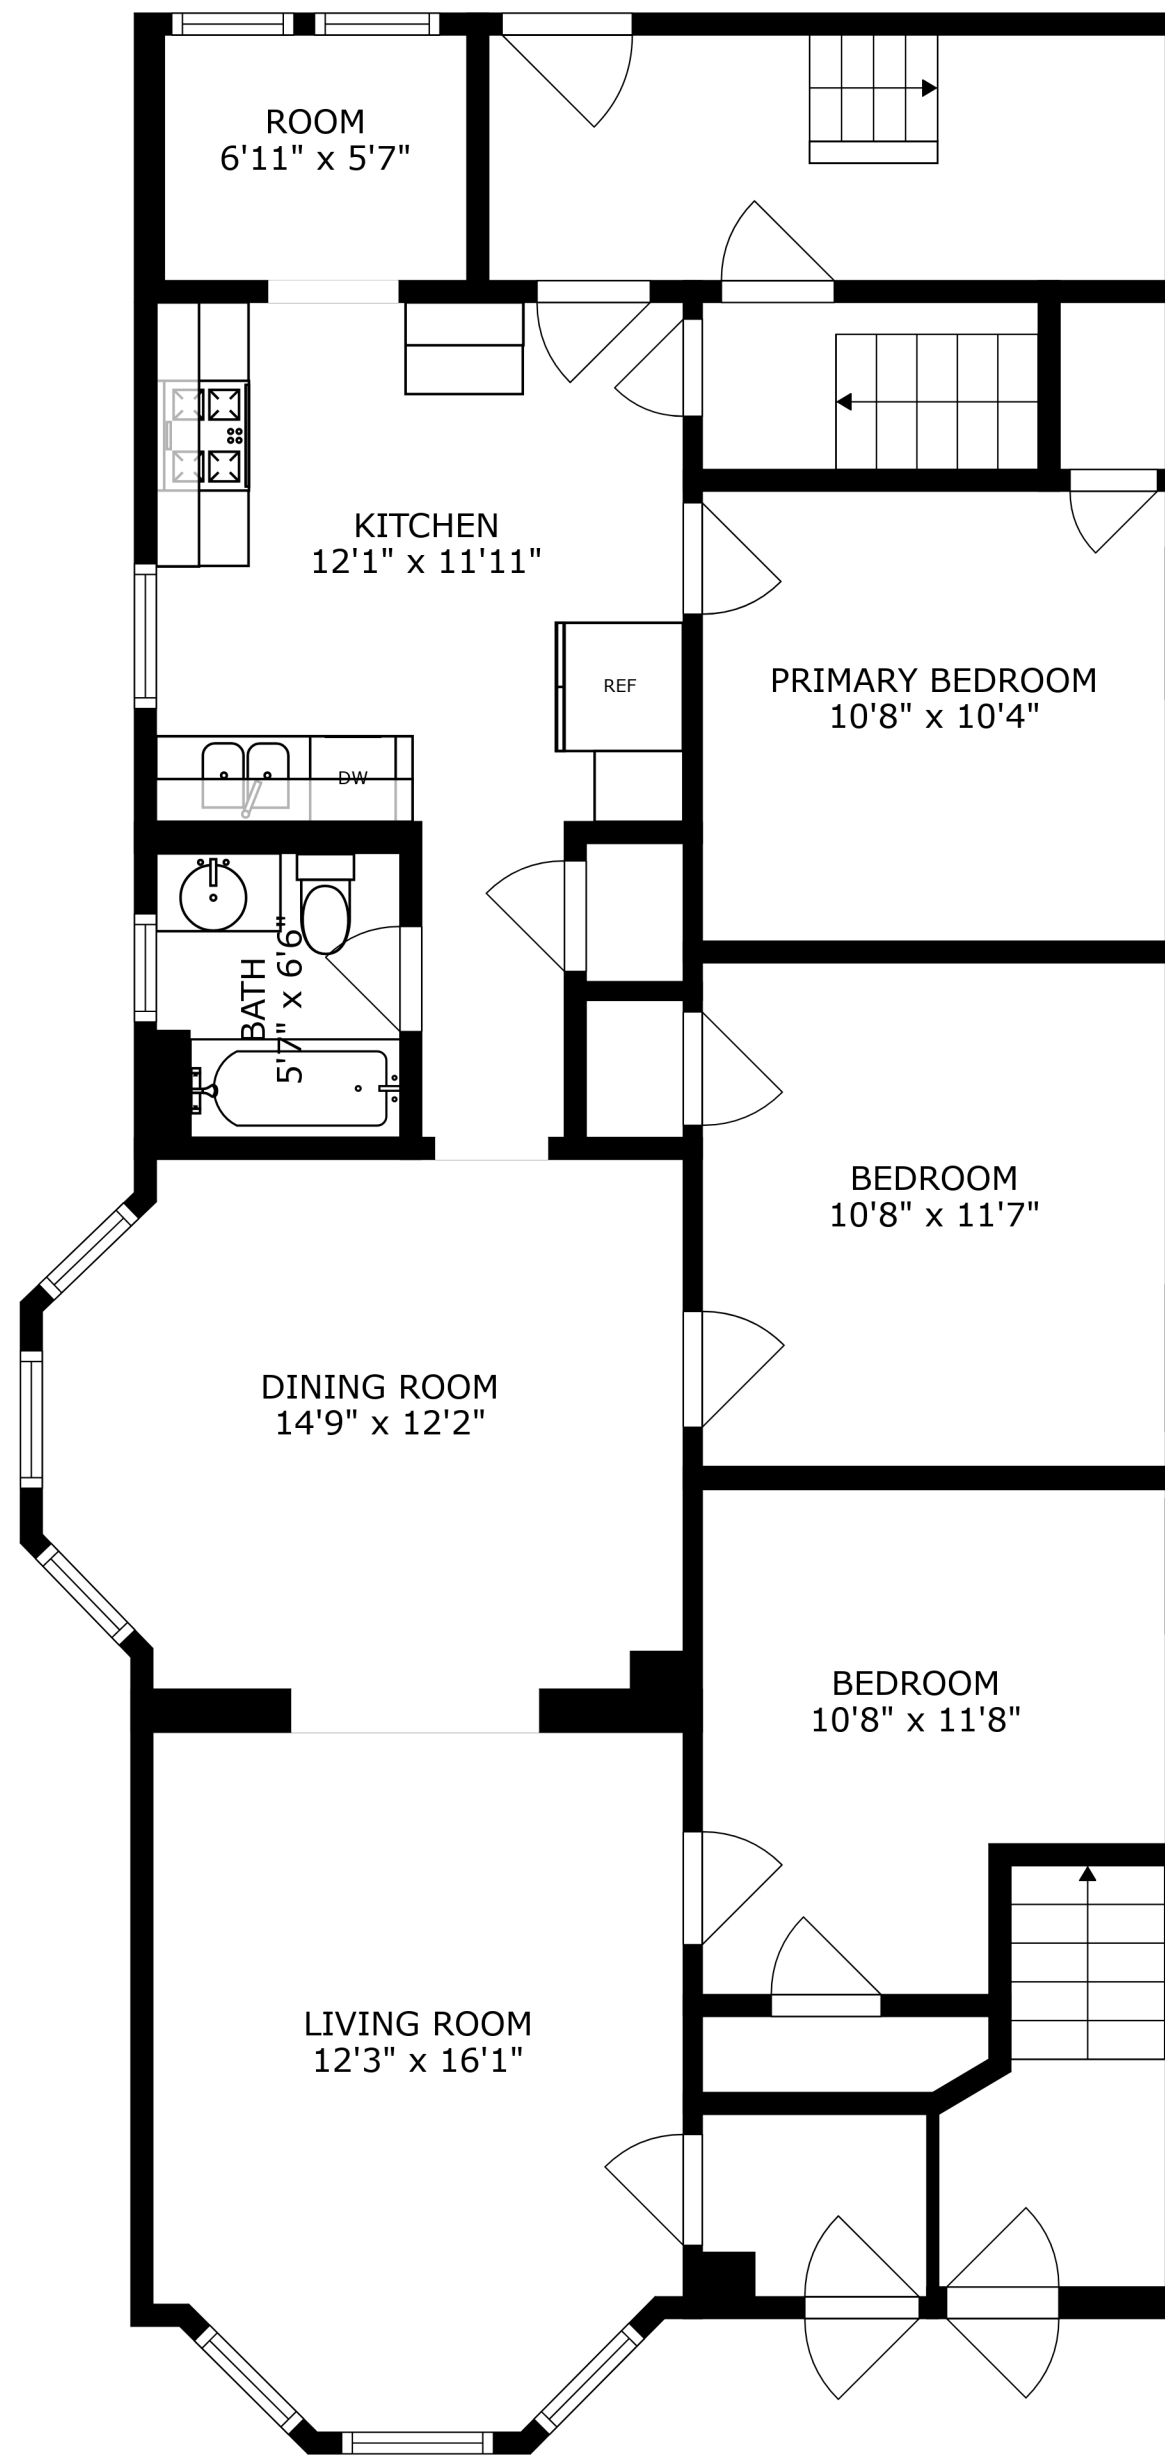 ROOM
6'11" x 5'7"
KITCHEN
12'1" x 11'11"
REF
PRIMARY BEDROOM
10'8" x 10'4"
DW
BATH
5'7" x 6'6"
BEDROOM
10'8" x 11'7"
DINING ROOM
14'9" x 12'2"
BEDROOM
10'8" x 11'8"
LIVING ROOM
12'3" x 16'1"